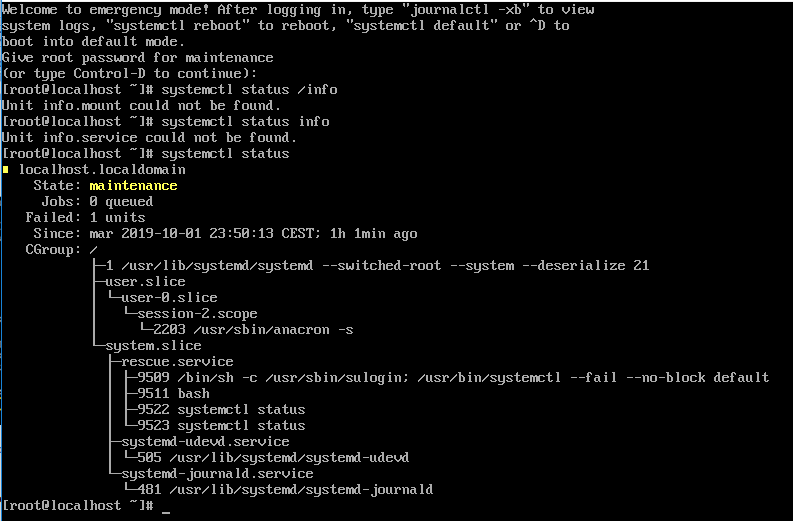 Welcome to emergency mode! After logging in, type "journalctl -xb" to view
system logs, "systemctl reboot" to reboot, "systemctl default" or ^D to
boot into default mode.
Give root password for maintenance
(or type Control-D to continue):
[root@localhost ~]# systemctl status /info
Unit info.mount could not be found.
[root@localhost ~]# systemctl status info
Unit info.service could not be found.
[root@localhost ~]# systemctl status
localhost.localdomain
State: maintenance
Jobs: 0 queued
Failed: 1 units
Since: mar 2019-10-01 23:50:13 CEST; 1h 1min ago
CGroup: /
├─1 /usr/lib/systemd/systemd --switched-root --system --deserialize 21
├─user.slice
│ └─user-0.slice
│   └─session-2.scope
│     └─2203 /usr/sbin/anacron -s
└─system.slice
├─rescue.service
│ ├─9509 /bin/sh -c /usr/sbin/sulogin; /usr/bin/systemctl --fail --no-block default
│ ├─9511 bash
│ ├─9522 systemctl status
│ └─9523 systemctl status
├─systemd-udevd.service
│ └─505 /usr/lib/systemd/systemd-udevd
└─systemd-journald.service
└─481 /usr/lib/systemd/systemd-journald
[root@localhost ~]# _